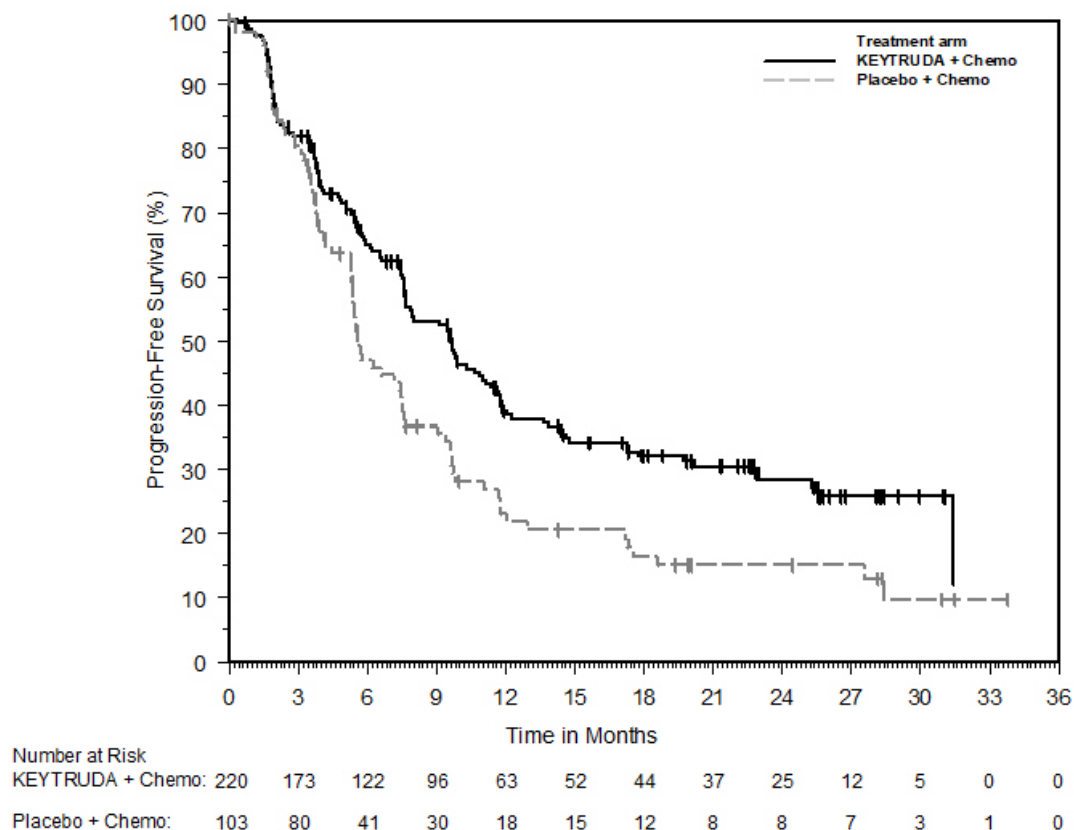 Treatment arm
KEYTRUDA + Chemo
Placebo + Chemo
Progression-Free Survival (%)
100
90
80
70
60
50
40
30
20
10
0
0 3 6 9 12 15 18 21 24 27 30 33 36
Time in Months
Number at Risk
KEYTRUDA + Chemo: 220 173 122 96 63 52 44 37 25 12 5 0 0
Placebo + Chemo: 103 80 41 30 18 15 12 8 8 7 3 1 0